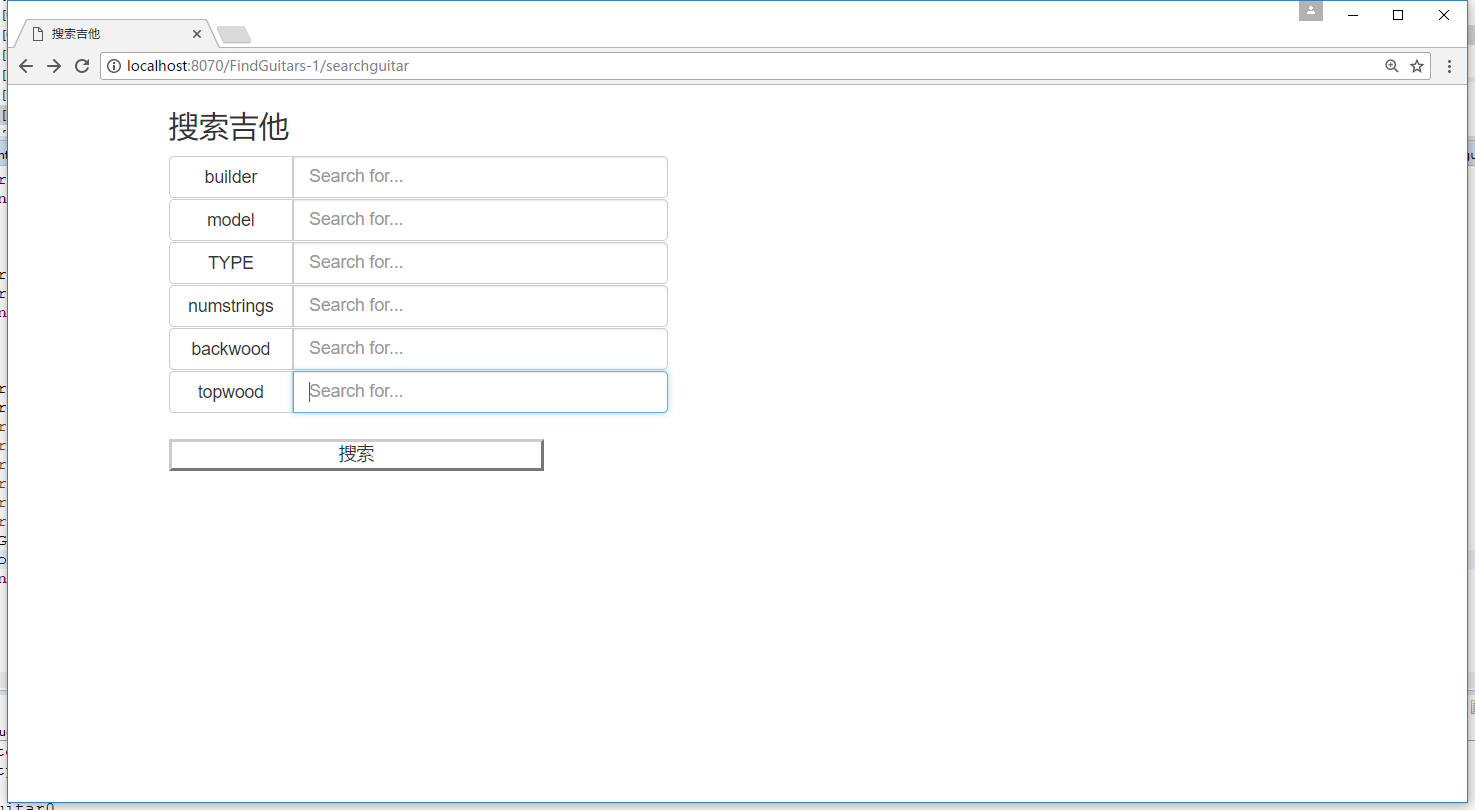 搜索吉他
localhost:8070/FindGuitars-1/searchguitar
搜索吉他
builder Search for...
model Search for...
TYPE Search for...
numstrings Search for...
backwood Search for...
topwood Search for...
搜索